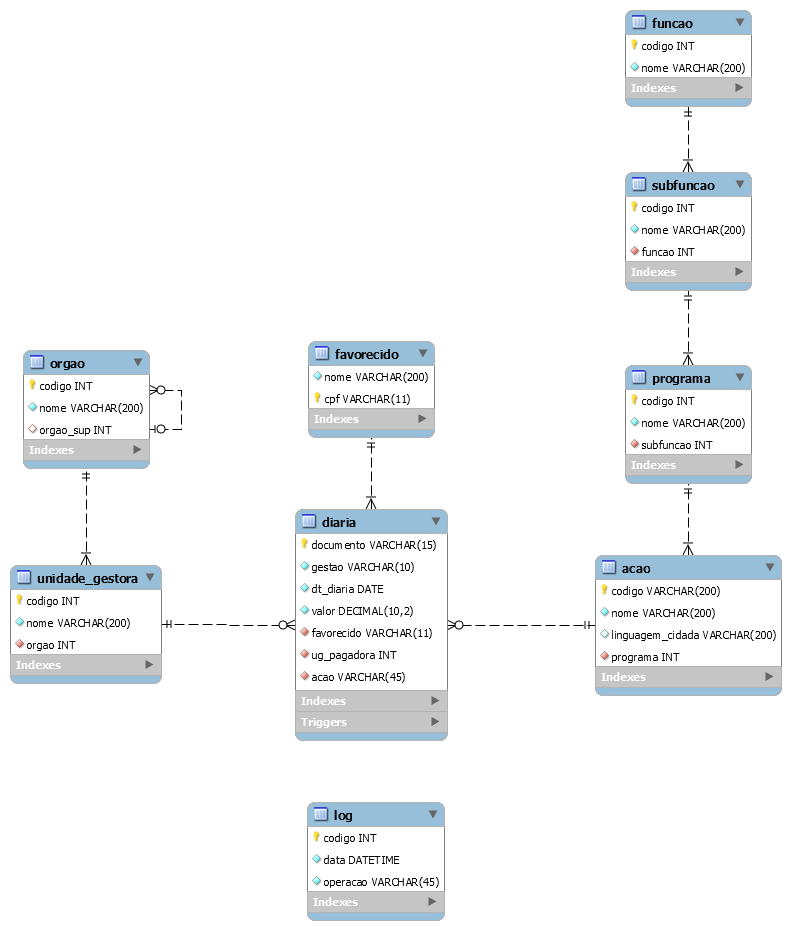 funcao
codigo INT
nome VARCHAR(200)
Indexes
subfuncao
codigo INT
nome VARCHAR(200)
funcao INT
Indexes
orgao
codigo INT
nome VARCHAR(200)
orgao_sup INT
Indexes
favorecido
nome VARCHAR(200)
cpf VARCHAR(11)
Indexes
programa
codigo INT
nome VARCHAR(200)
subfuncao INT
Indexes
unidade_gestora
codigo INT
nome VARCHAR(200)
orgao INT
Indexes
diaria
documento VARCHAR(15)
gestao VARCHAR(10)
dt_diaria DATE
valor DECIMAL(10,2)
favorecido VARCHAR(11)
ug_pagadora INT
acao VARCHAR(45)
Indexes
Triggers
acao
codigo VARCHAR(200)
nome VARCHAR(200)
linguagem_cidada VARCHAR(200)
programa INT
Indexes
log
codigo INT
data DATETIME
operacao VARCHAR(45)
Indexes